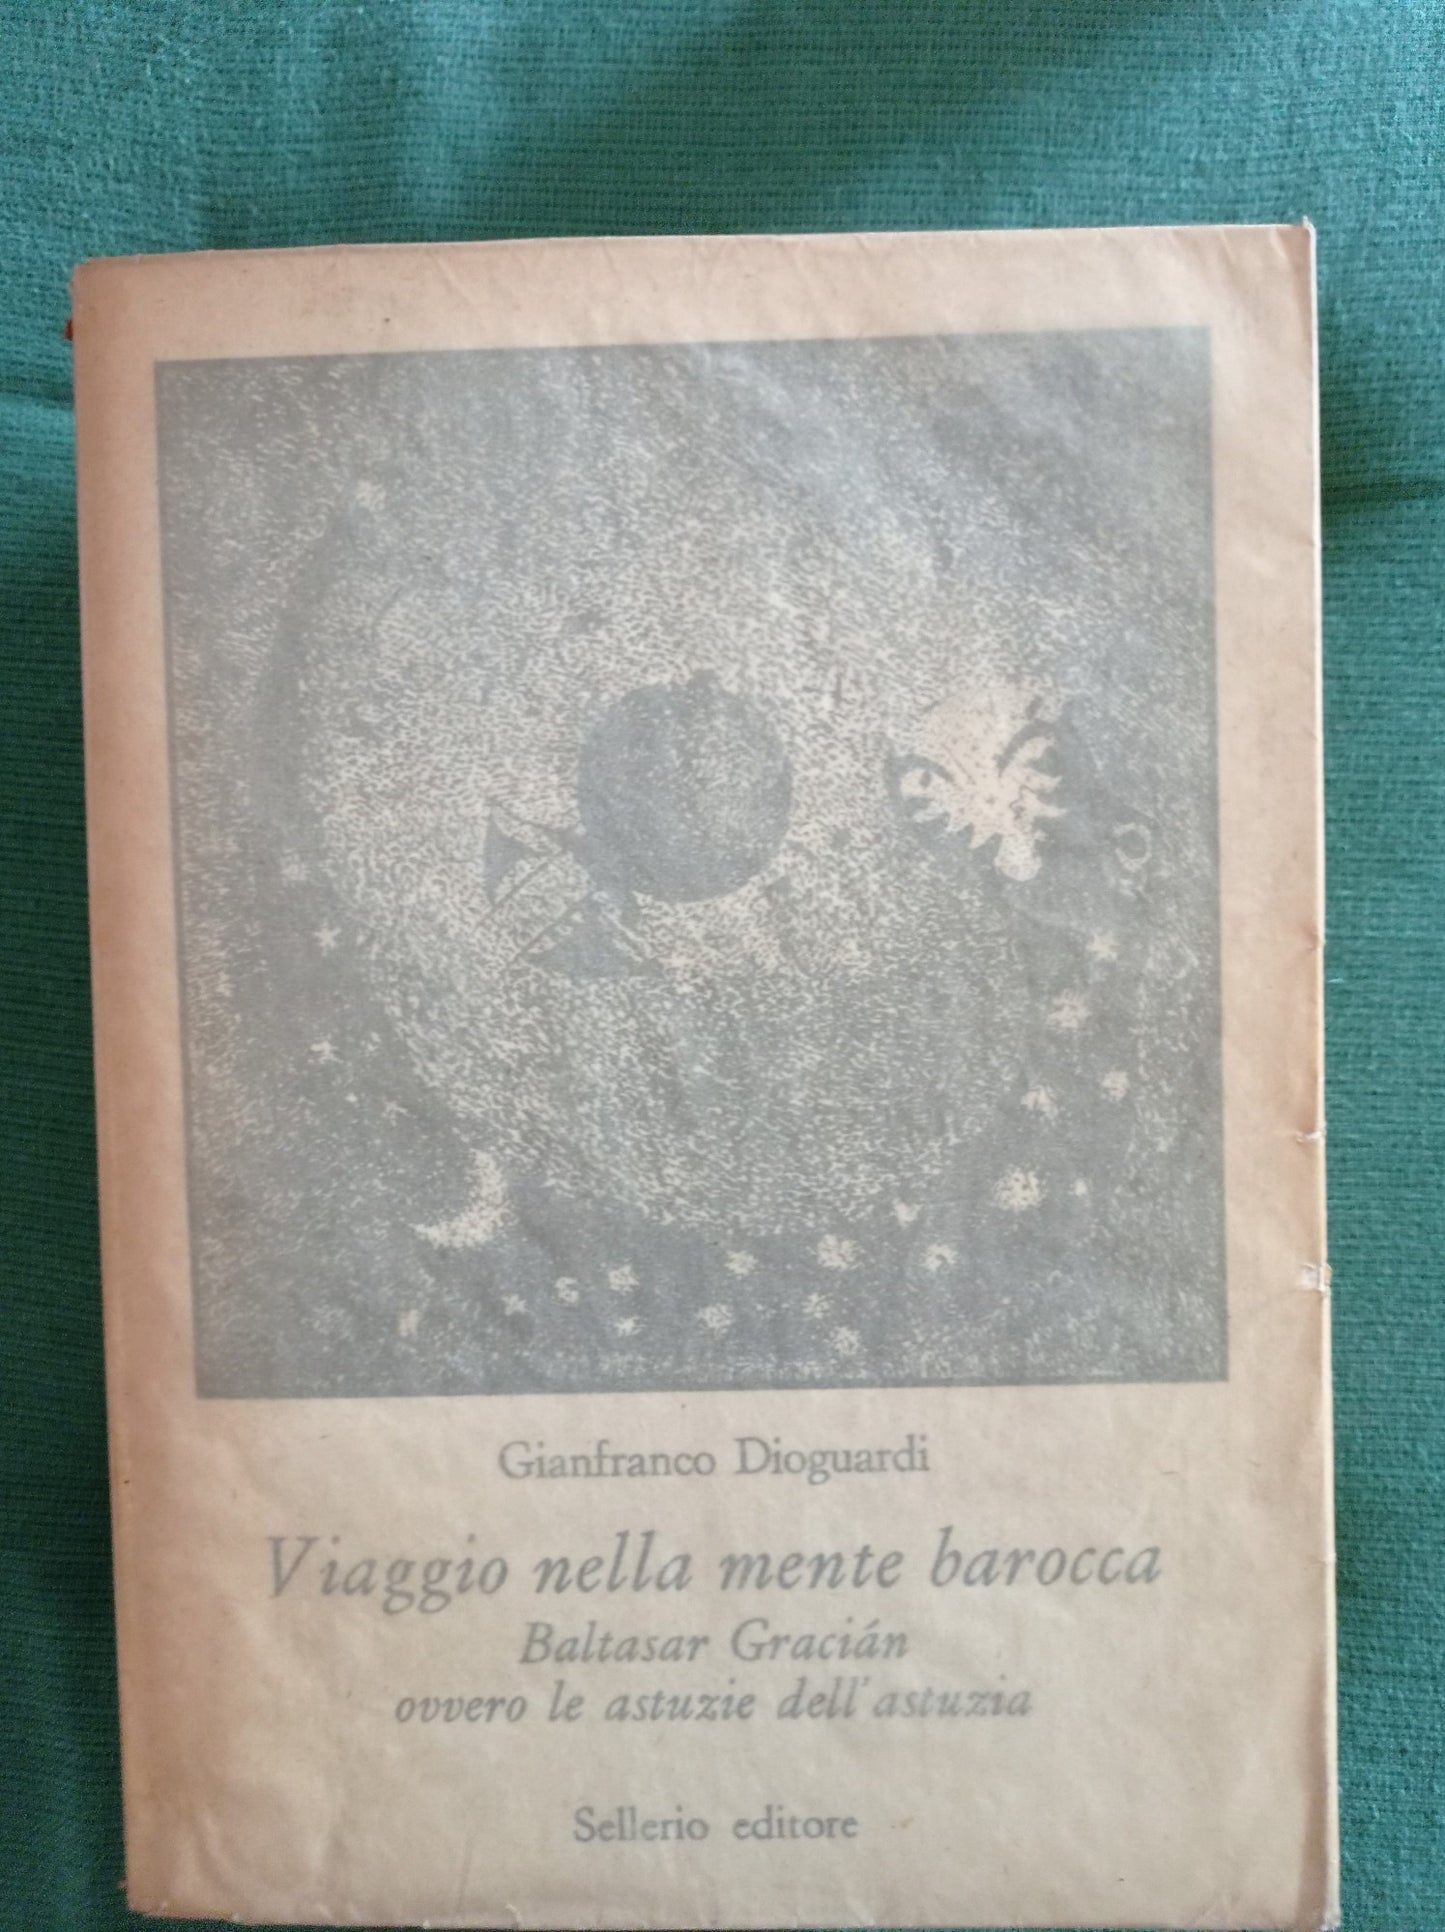 Gianfranco Dioguardi
Viaggio nella mente barocca
Baltasar Gracián
ovvero le astuzie dell'astuzia
Sellerio editore